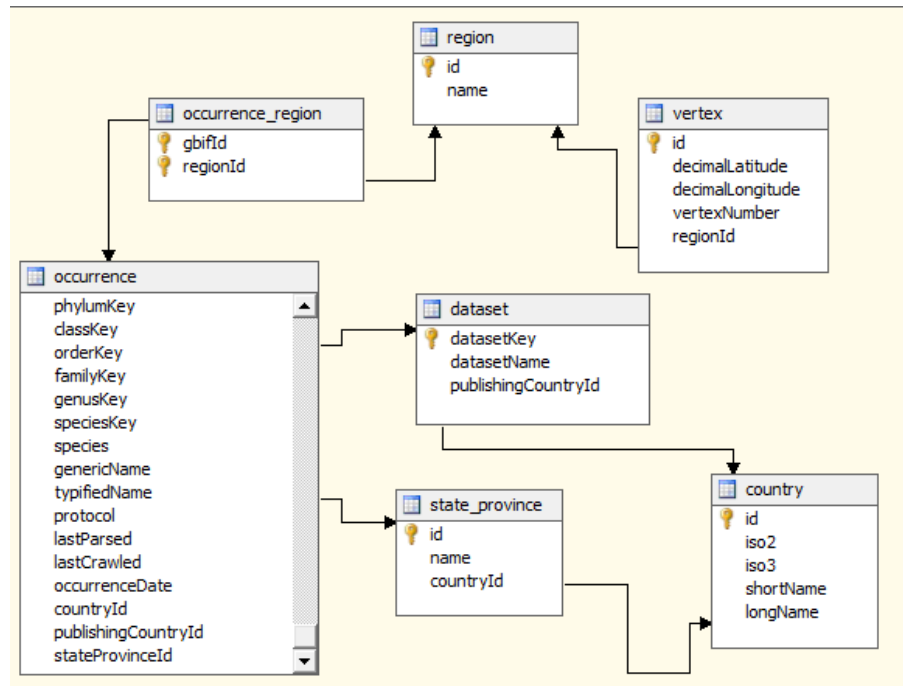 region
id
name
occurrence_region
gbifId
regionId
vertex
id
decimalLatitude
decimalLongitude
vertexNumber
regionId
occurrence
phylumKey
classKey
orderKey
familyKey
genusKey
speciesKey
species
genericName
typifiedName
protocol
lastParsed
lastCrawled
occurrenceDate
countryId
publishingCountryId
stateProvinceId
dataset
datasetKey
datasetName
publishingCountryId
state_province
id
name
countryId
country
id
iso2
iso3
shortName
longName